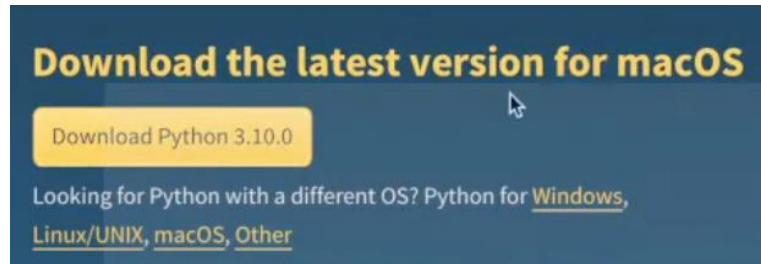 Download the latest version for macOS
Download Python 3.10.0
Looking for Python with a different OS? Python for Windows,
Linux/UNIX, macOS, Other